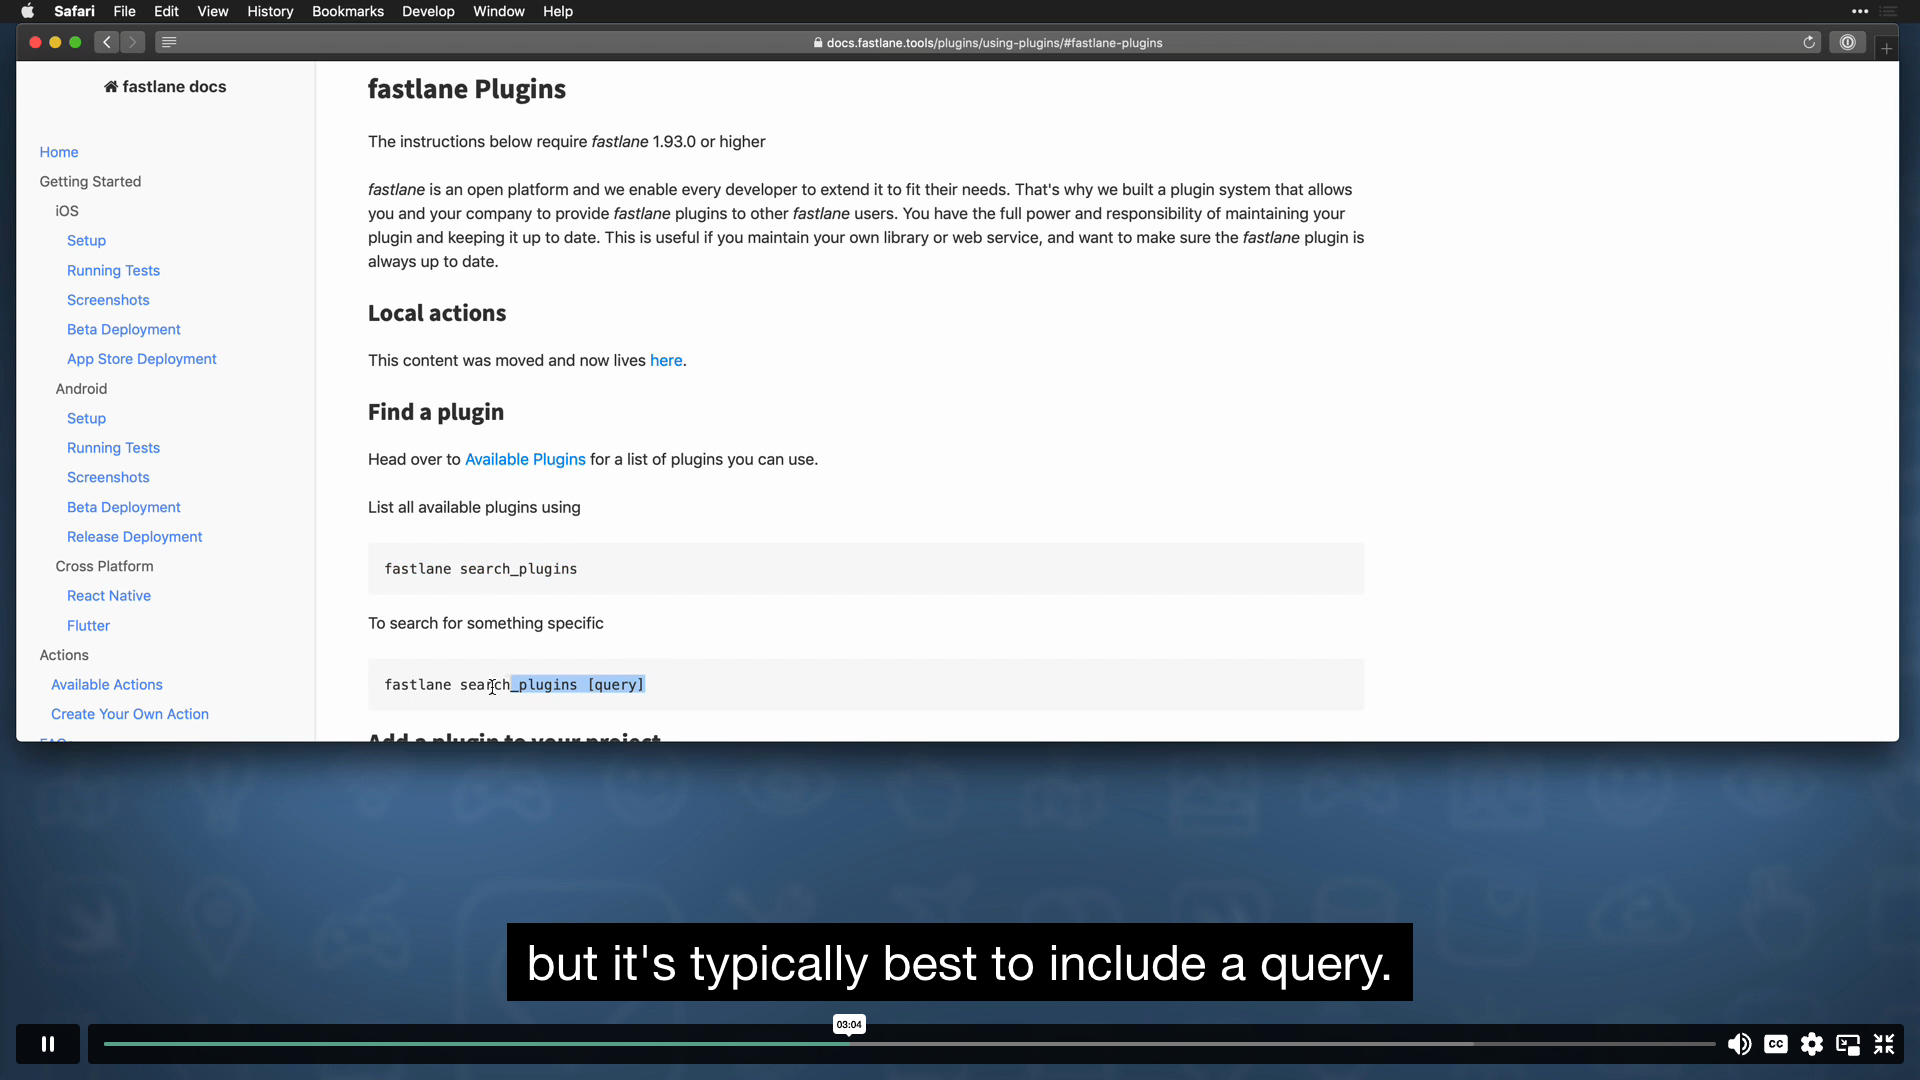 Safari File Edit View History Bookmarks Develop Window Help
docs.fastlane.tools/plugins/using-plugins/#fastlane-plugins
fastlane docs
Home
Getting Started
iOS
Setup
Running Tests
Screenshots
Beta Deployment
App Store Deployment
Android
Setup
Running Tests
Screenshots
Beta Deployment
Release Deployment
Cross Platform
React Native
Flutter
Actions
Available Actions
Create Your Own Action
fastlane Plugins
The instructions below require fastlane 1.93.0 or higher
fastlane is an open platform and we enable every developer to extend it to fit their needs. That's why we built a plugin system that allows
you and your company to provide fastlane plugins to other fastlane users. You have the full power and responsibility of maintaining your
plugin and keeping it up to date. This is useful if you maintain your own library or web service, and want to make sure the fastlane plugin is
always up to date.
Local actions
This content was moved and now lives here.
Find a plugin
Head over to Available Plugins for a list of plugins you can use.
List all available plugins using
fastlane search_plugins
To search for something specific
fastlane search_plugins [query]
Add a plugin to your project
but it's typically best to include a query.
03:04
CC